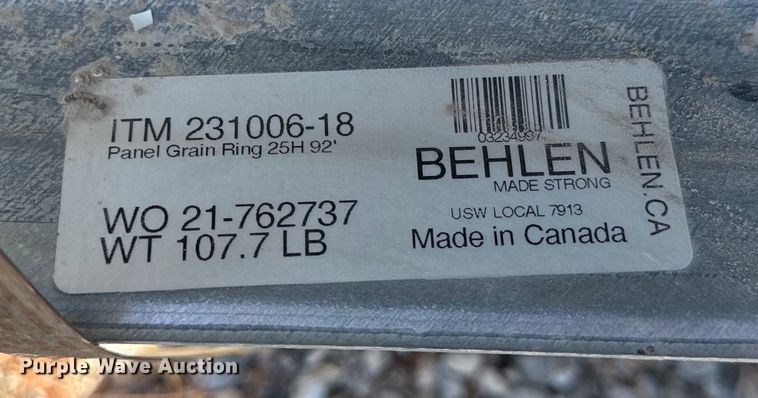 ITM 231006-18
Panel Grain Ring 25H 92'
WO 21-762737
WT 107.7 LB
03234997
BEHLEN
MADE STRONG
USW LOCAL 7913
Made in Canada
BEHLEN.CA
Purple Wave Auction